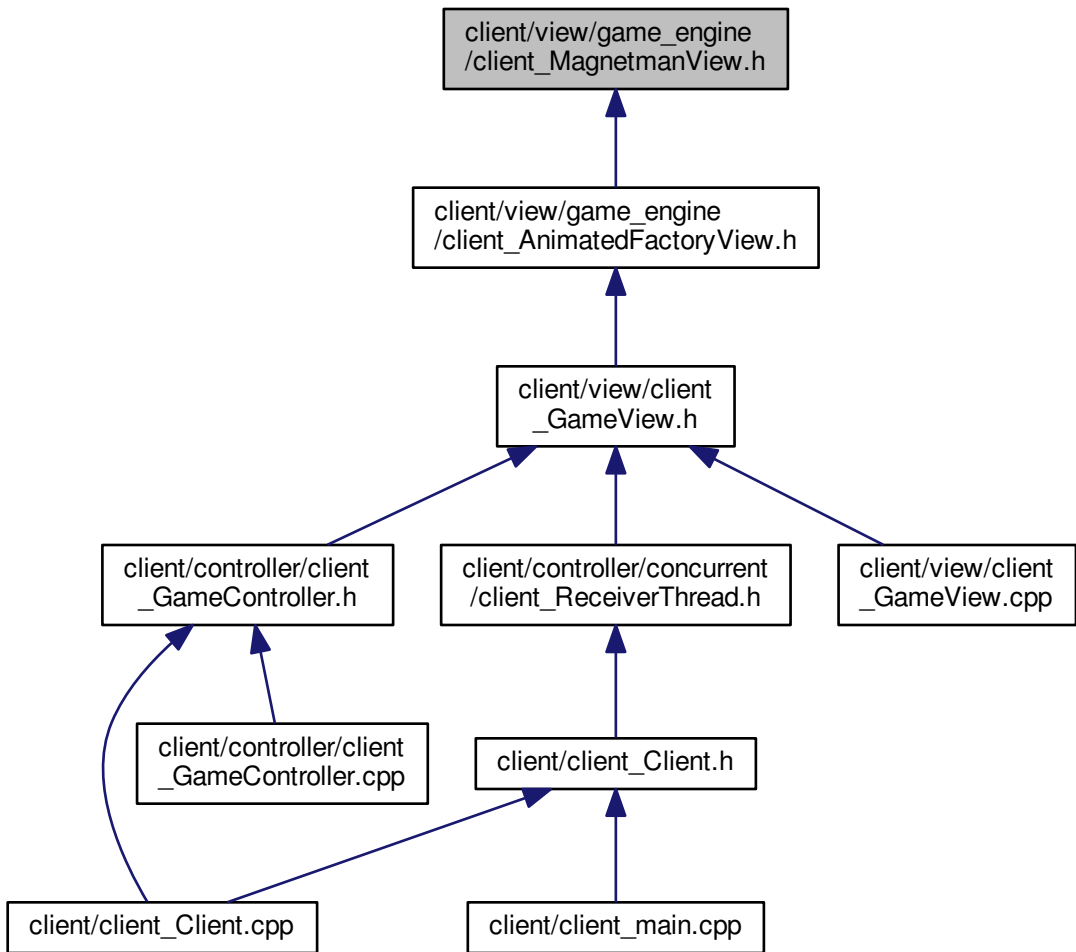 client/view/game_engine
/client_MagnetmanView.h
client/view/game_engine
/client_AnimatedFactoryView.h
client/view/client
_GameView.h
client/controller/client
_GameController.h
client/controller/concurrent
/client_ReceiverThread.h
client/view/client
_GameView.cpp
client/controller/client
_GameController.cpp
client/client_Client.h
client/client_Client.cpp
client/client_main.cpp